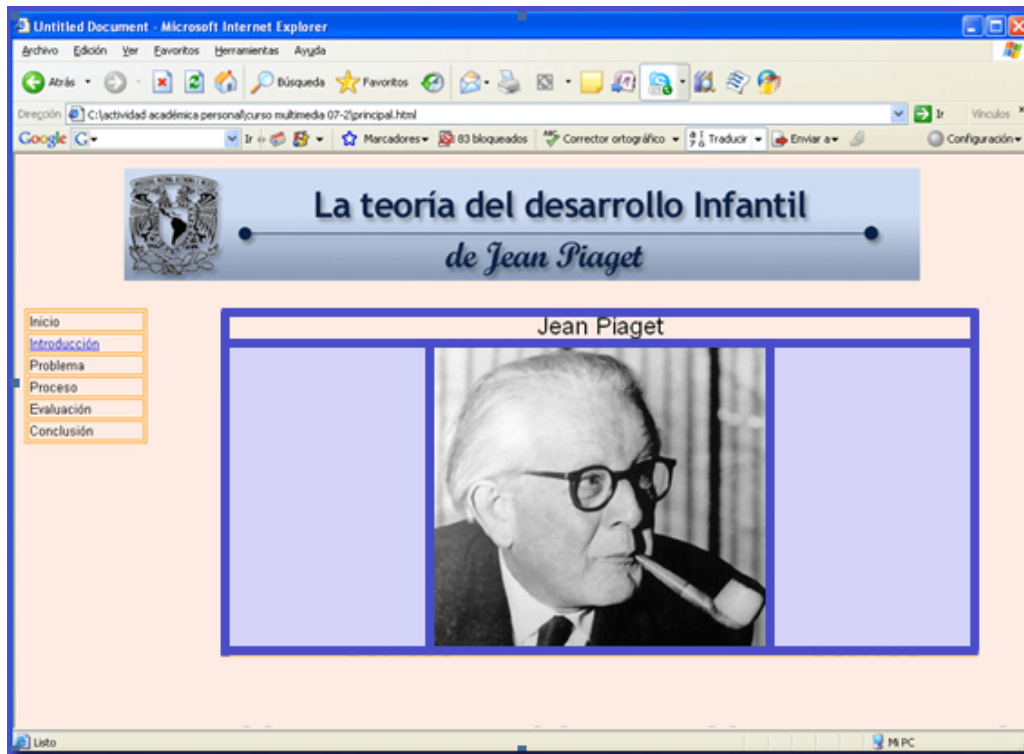 Untitled Document - Microsoft Internet Explorer
Archivo Edición Ver Favoritos Herramientas Ayuda
Atrás Búsqueda Favoritos
Dirección C:\actividad académica personal\curso multimedia 07-2\principal.html Ir Vínculos »
Google G Ir Marcadores 83 bloqueados Corrector ortográfico Traducir Enviar a Configuración
La teoría del desarrollo Infantil
de Jean Piaget
Inicio
Introducción
Problema
Proceso
Evaluación
Conclusión
Jean Piaget
Listo Mi PC